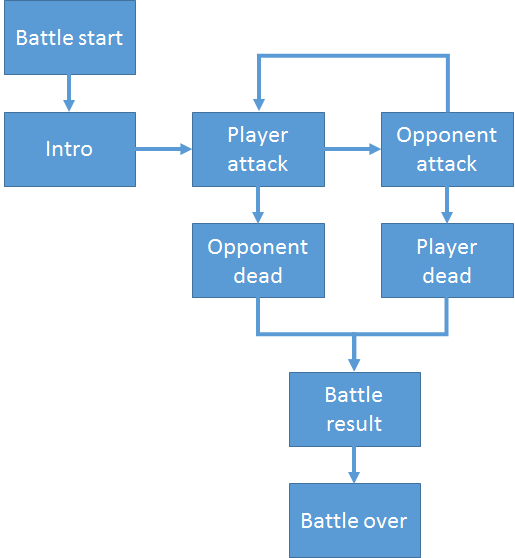 Battle start
Intro
Player
attack
Opponent
attack
Opponent
dead
Player
dead
Battle
result
Battle over